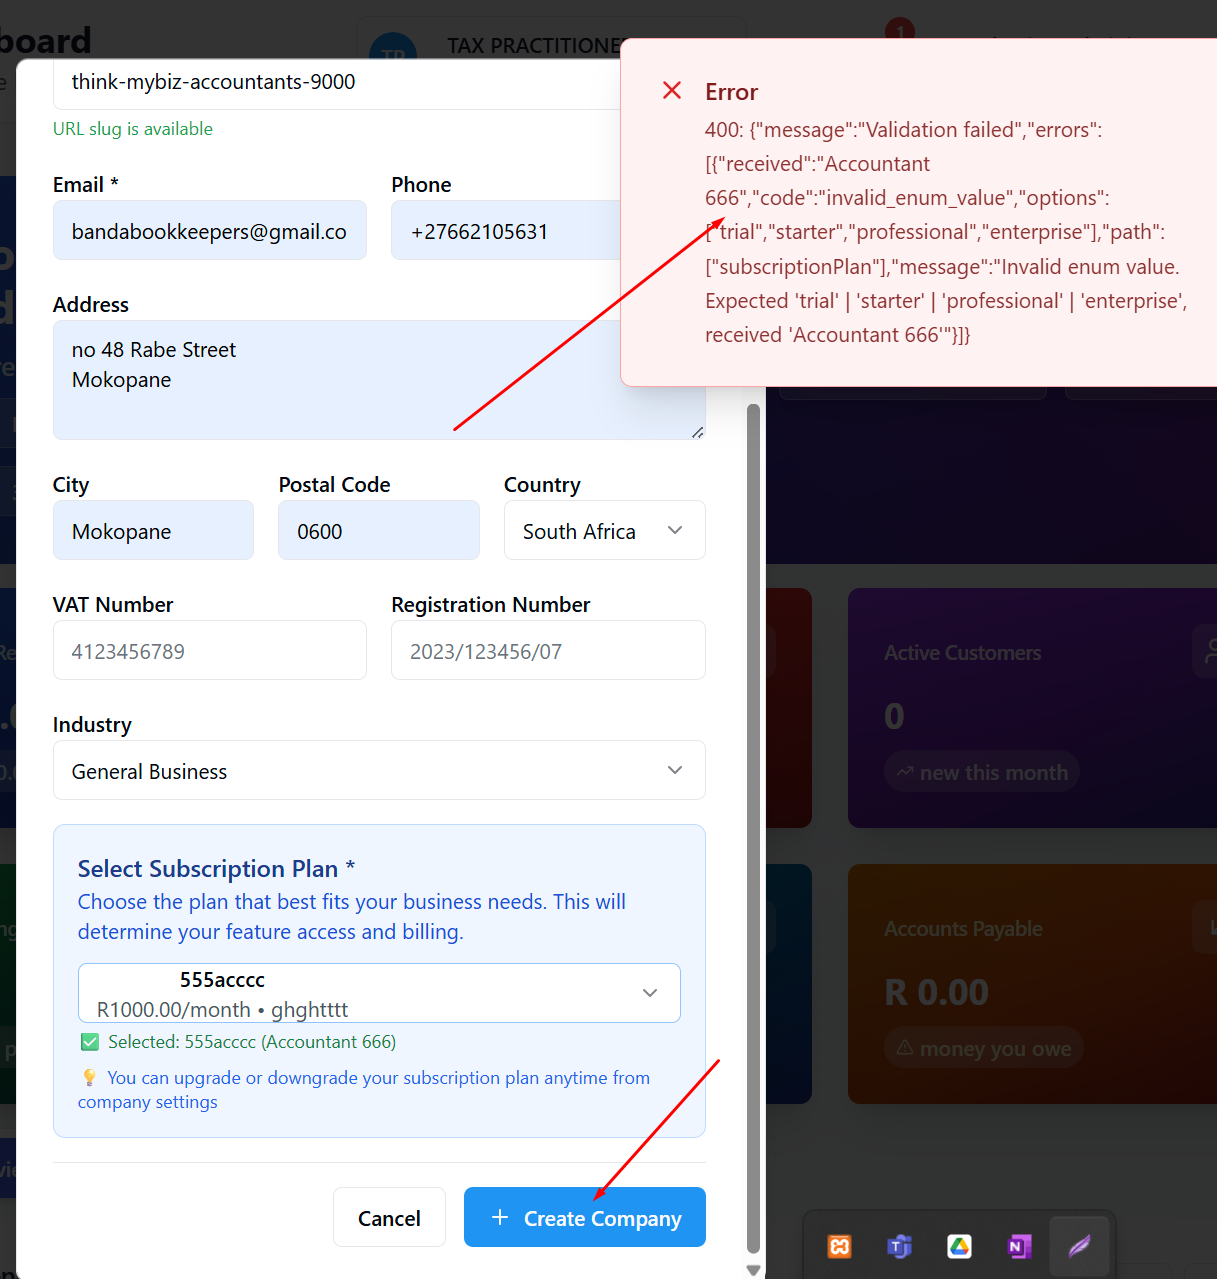 board
TAX PRACTITIONE
TP
1
think-mybiz-accountants-9000
URL slug is available
Error
400: {"message":"Validation failed","errors":
[{"received":"Accountant
666","code":"invalid_enum_value","options":
["trial","starter","professional","enterprise"],"path":
["subscriptionPlan"],"message":"Invalid enum value.
Expected 'trial' | 'starter' | 'professional' | 'enterprise',
received 'Accountant 666'"}]}
Email *
Phone
bandabookkeepers@gmail.co
+27662105631
Address
no 48 Rabe Street
Mokopane
City
Postal Code
Country
Mokopane
0600
South Africa
VAT Number
Registration Number
4123456789
2023/123456/07
Industry
General Business
Active Customers
0
new this month
Select Subscription Plan *
Choose the plan that best fits your business needs. This will
determine your feature access and billing.
555acccc
R1000.00/month • ghghtttt
Selected: 555acccc (Accountant 666)
You can upgrade or downgrade your subscription plan anytime from
company settings
Accounts Payable
R 0.00
money you owe
Cancel
+ Create Company